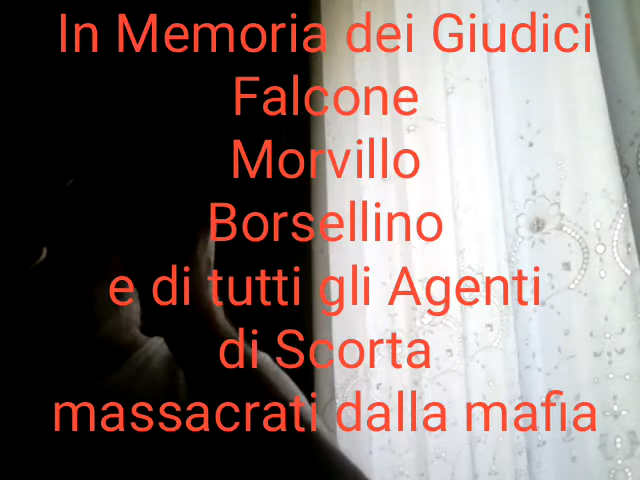 In Memoria dei Giudici
Falcone
Morvillo
Borsellino
e di tutti gli Agenti
di Scorta
massacrati dalla mafia